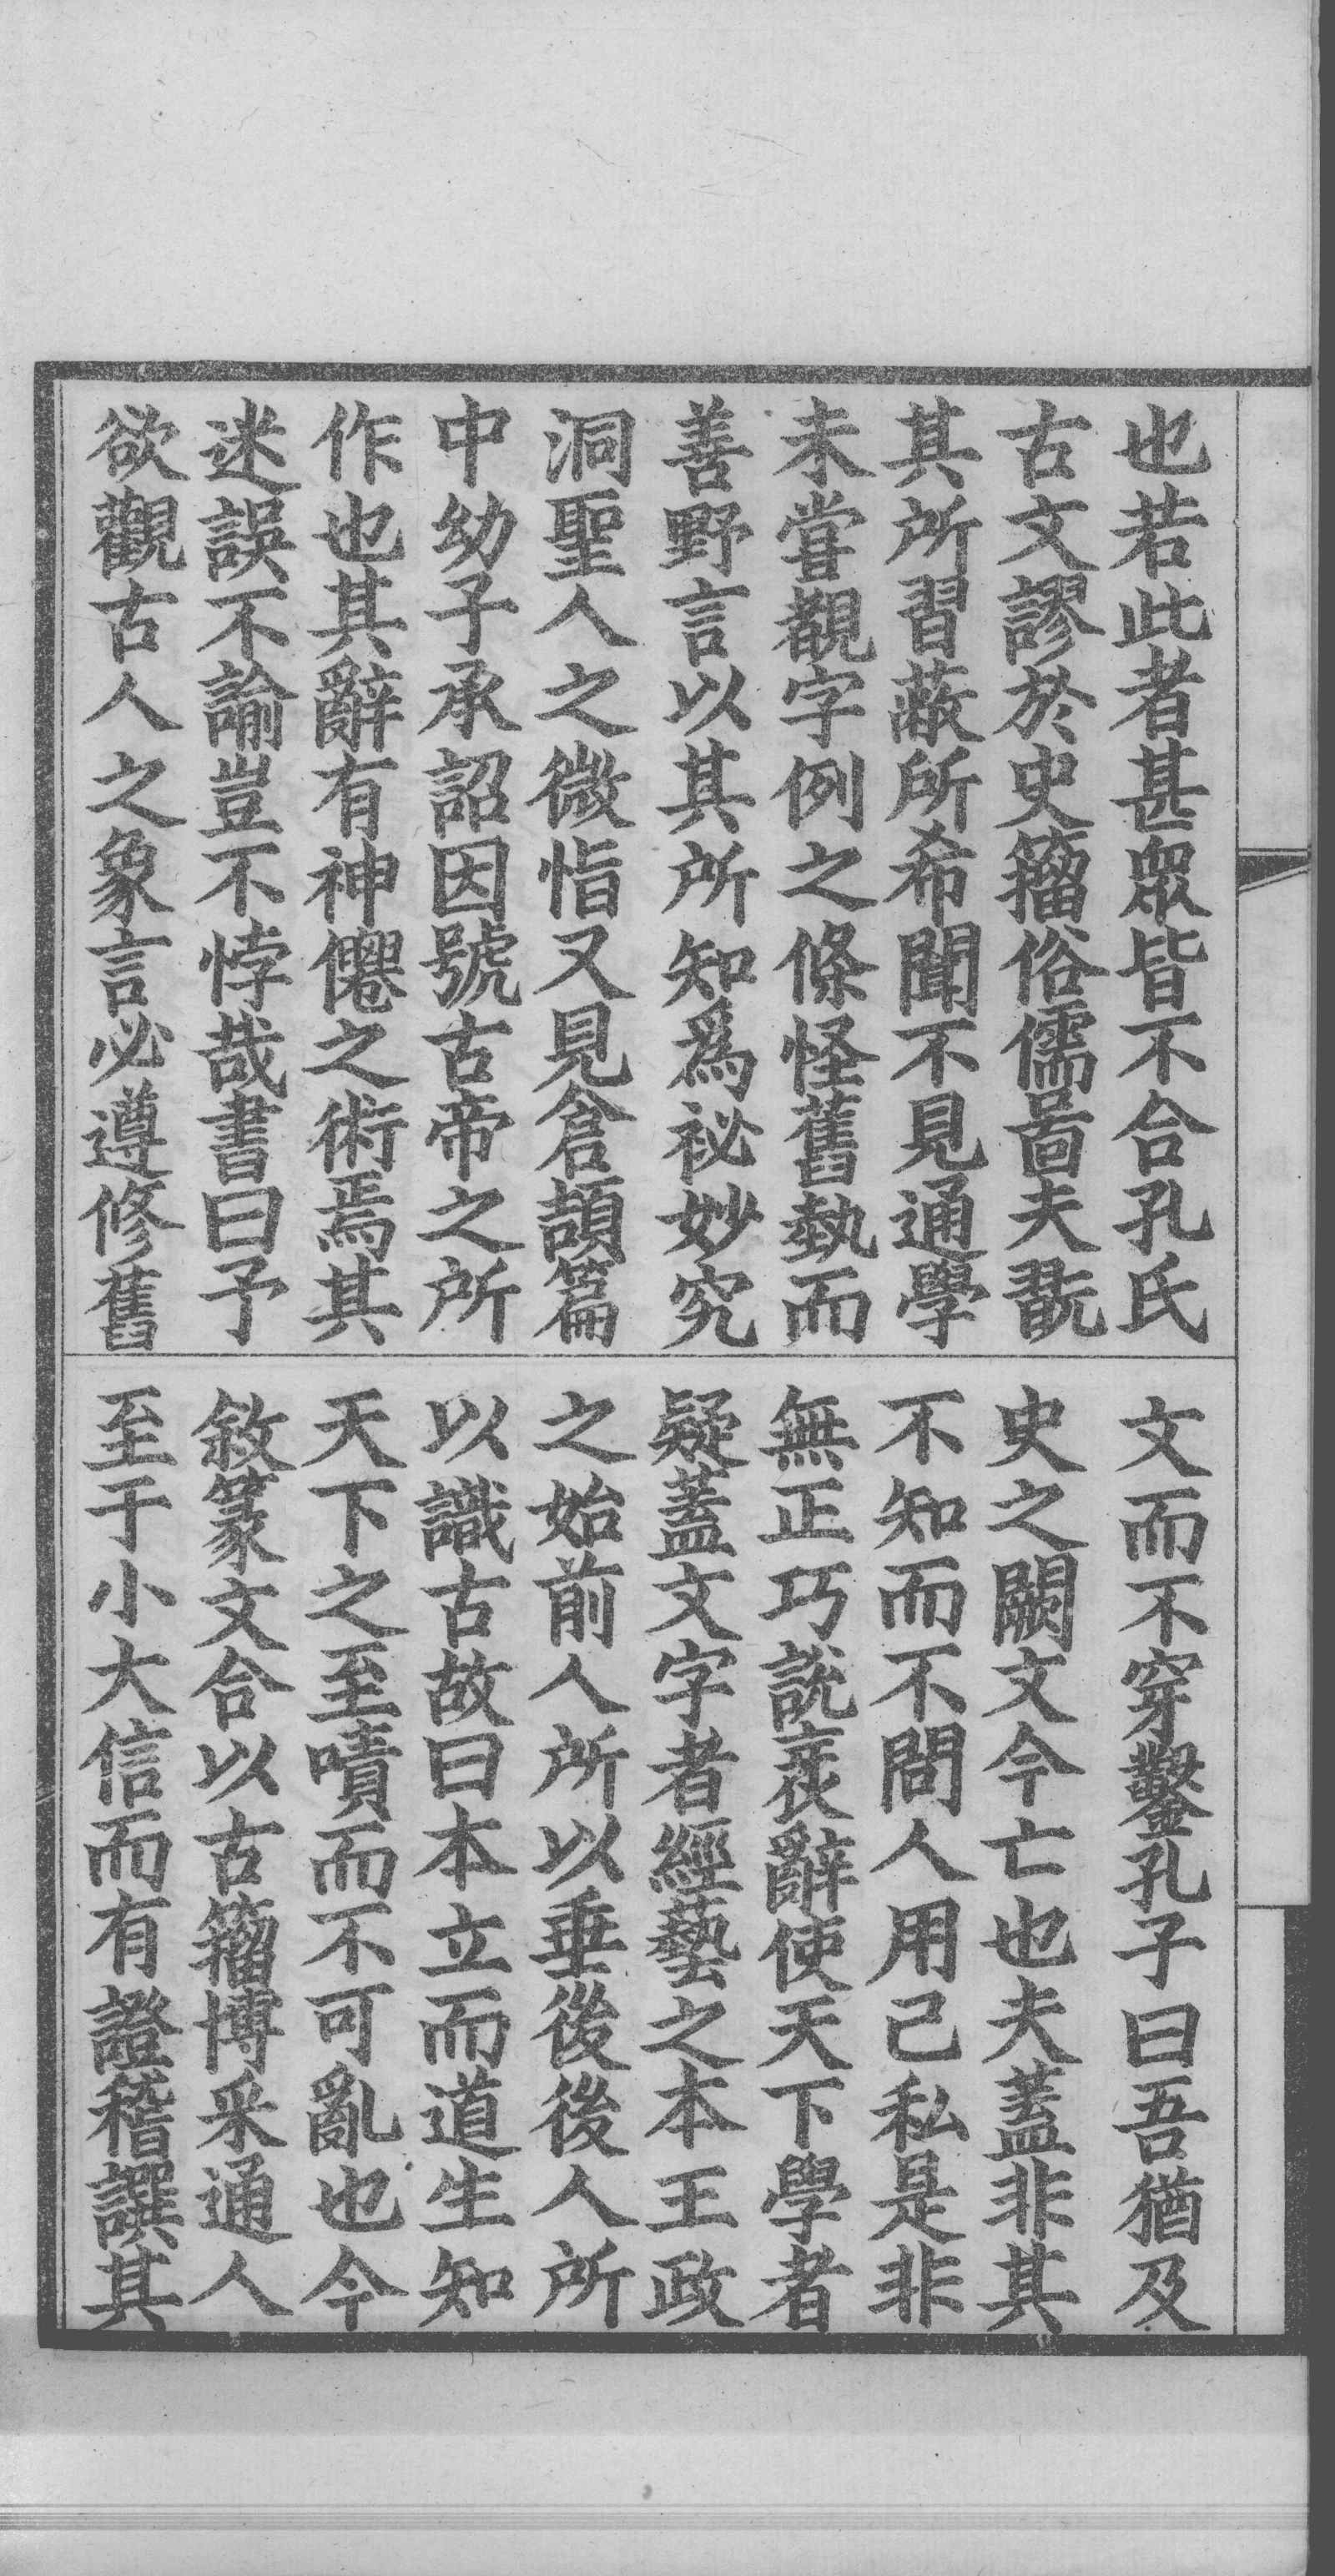 也若此者甚眾皆不合孔氏
古文謬於史籀俗儒啚夫翫
其所習蔽所希聞不見通學
未甞覩字例之條怪舊埶而
善野言以其所知爲祕妙究
洞聖人之微恉又見倉頡篇
中幼子承詔因號古帝之所
作也其辭有神僊之術焉其
迷誤不諭豈不悖哉書曰予
欲觀古人之象言必遵修舊
文而不穿鑿孔子曰吾猶及
史之闕文今亡也夫蓋非其
不知而不問人用己私是非
無正巧說衺辭使天下學者
疑蓋文字者經藝之本王政
之始前人所以垂後後人所
以識古故曰本立而道生知
天下之至嘖而不可亂也今
敘篆文合以古籀博采通人
至于小大信而有證稽譔其